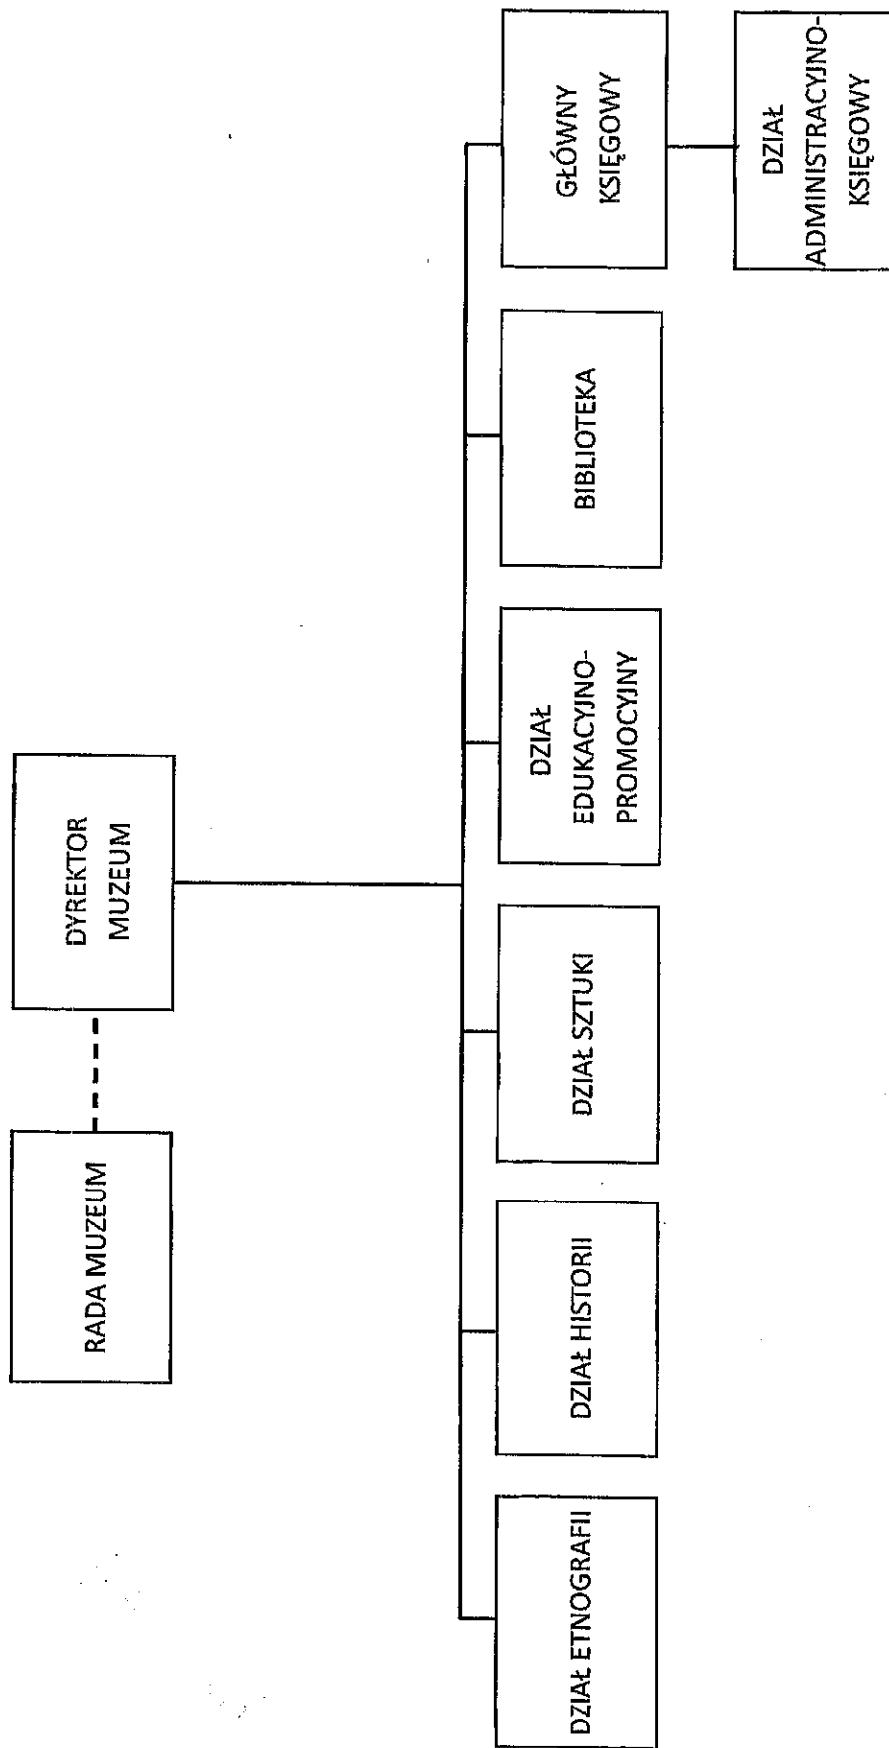 RADA MUZEUM
DYREKTOR
MUZEUM
DZIAŁ ETNOGRAFII
DZIAŁ HISTORII
DZIAŁ SZTUKI
DZIAŁ
EDUKACYJNO-
PROMOCYJNY
BIBLIOTEKA
GŁÓWNY
KSIĘGOWY
DZIAŁ
ADMINISTRACYJNO-
KSIĘGOWY